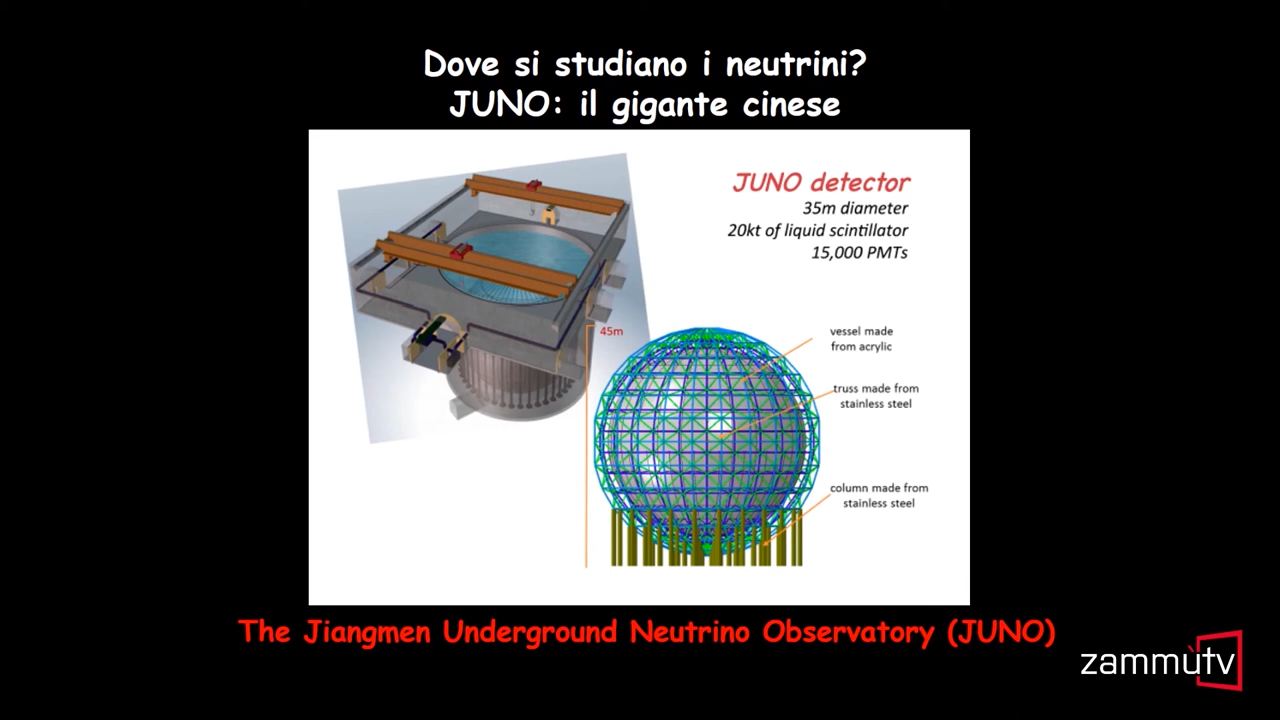 Dove si studiano i neutrini?
JUNO: il gigante cinese
JUNO detector
35m diameter
20kt of liquid scintillator
15,000 PMTs
45m
vessel made
from acrylic
truss made from
stainless steel
column made from
stainless steel
The Jiangmen Underground Neutrino Observatory (JUNO)
zammùtv